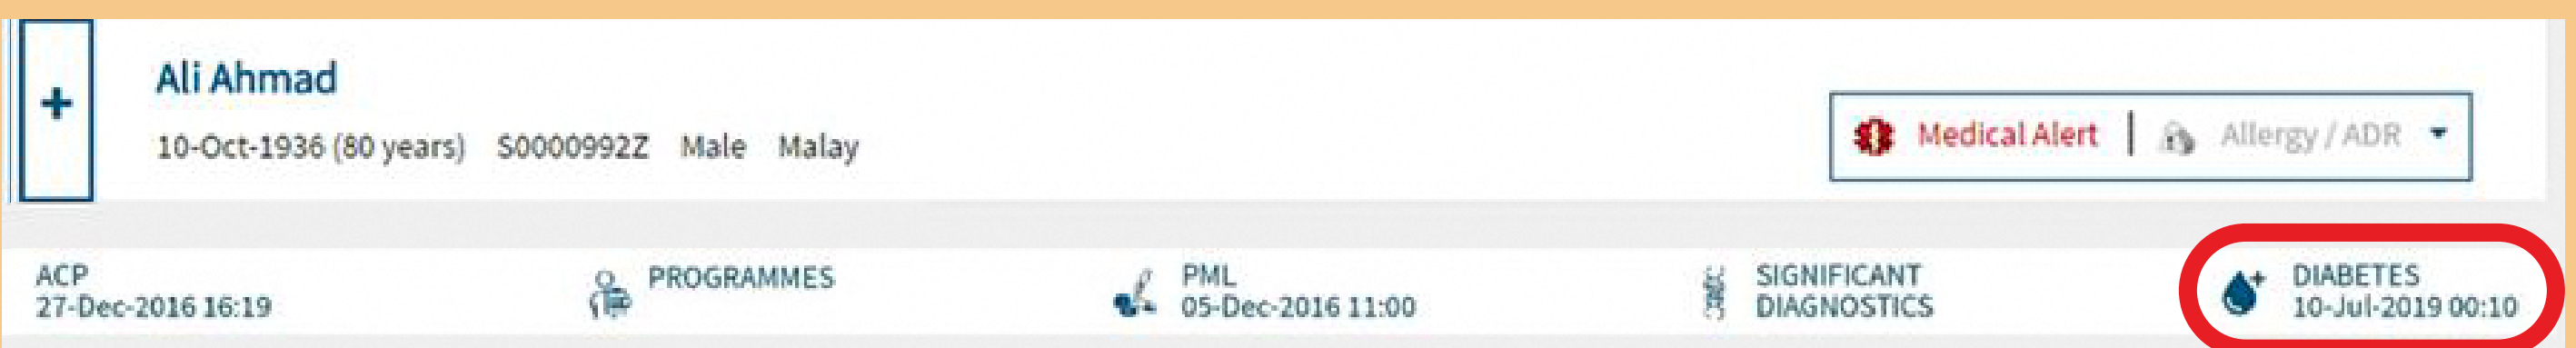 Ali Ahmad
10-Oct-1936 (80 years) S0000992Z Male Malay
Medical Alert | Allergy / ADR
ACP
27-Dec-2016 16:19
PROGRAMMES
PML
05-Dec-2016 11:00
SIGNIFICANT
DIAGNOSTICS
DIABETES
10-Jul-2019 00:10